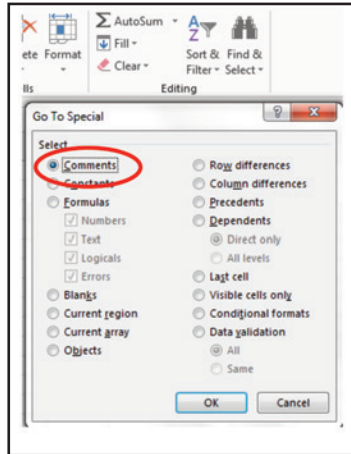 Σ AutoSum
Fill
Clear
ete Format
Sort & Find &
Filter Select
lls
Editing
Go To Special
Select
Comments
Constants
Formulas
Numbers
Text
Logicals
Errors
Blanks
Current region
Current array
Objects
Row differences
Column differences
Precedents
Dependents
Direct only
All levels
Last cell
Visible cells only
Conditional formats
Data validation
All
Same
OK
Cancel